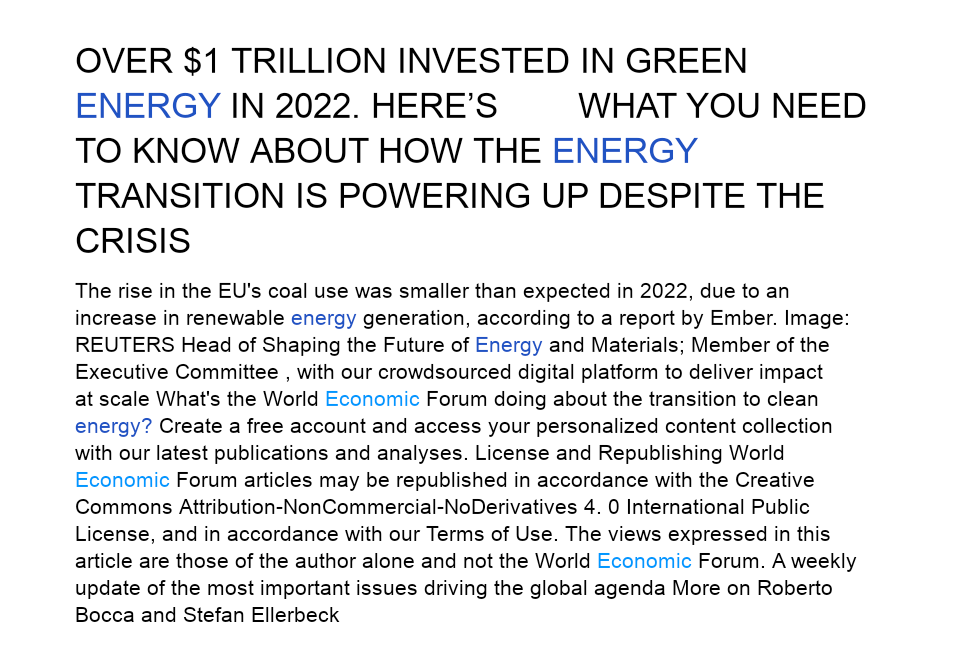 OVER $1 TRILLION INVESTED IN GREEN
ENERGY IN 2022. HERE’S WHAT YOU NEED
TO KNOW ABOUT HOW THE ENERGY
TRANSITION IS POWERING UP DESPITE THE
CRISIS
The rise in the EU's coal use was smaller than expected in 2022, due to an
increase in renewable energy generation, according to a report by Ember. Image:
REUTERS Head of Shaping the Future of Energy and Materials; Member of the
Executive Committee , with our crowdsourced digital platform to deliver impact
at scale What's the World Economic Forum doing about the transition to clean
energy? Create a free account and access your personalized content collection
with our latest publications and analyses. License and Republishing World
Economic Forum articles may be republished in accordance with the Creative
Commons Attribution-NonCommercial-NoDerivatives 4. 0 International Public
License, and in accordance with our Terms of Use. The views expressed in this
article are those of the author alone and not the World Economic Forum. A weekly
update of the most important issues driving the global agenda More on Roberto
Bocca and Stefan Ellerbeck